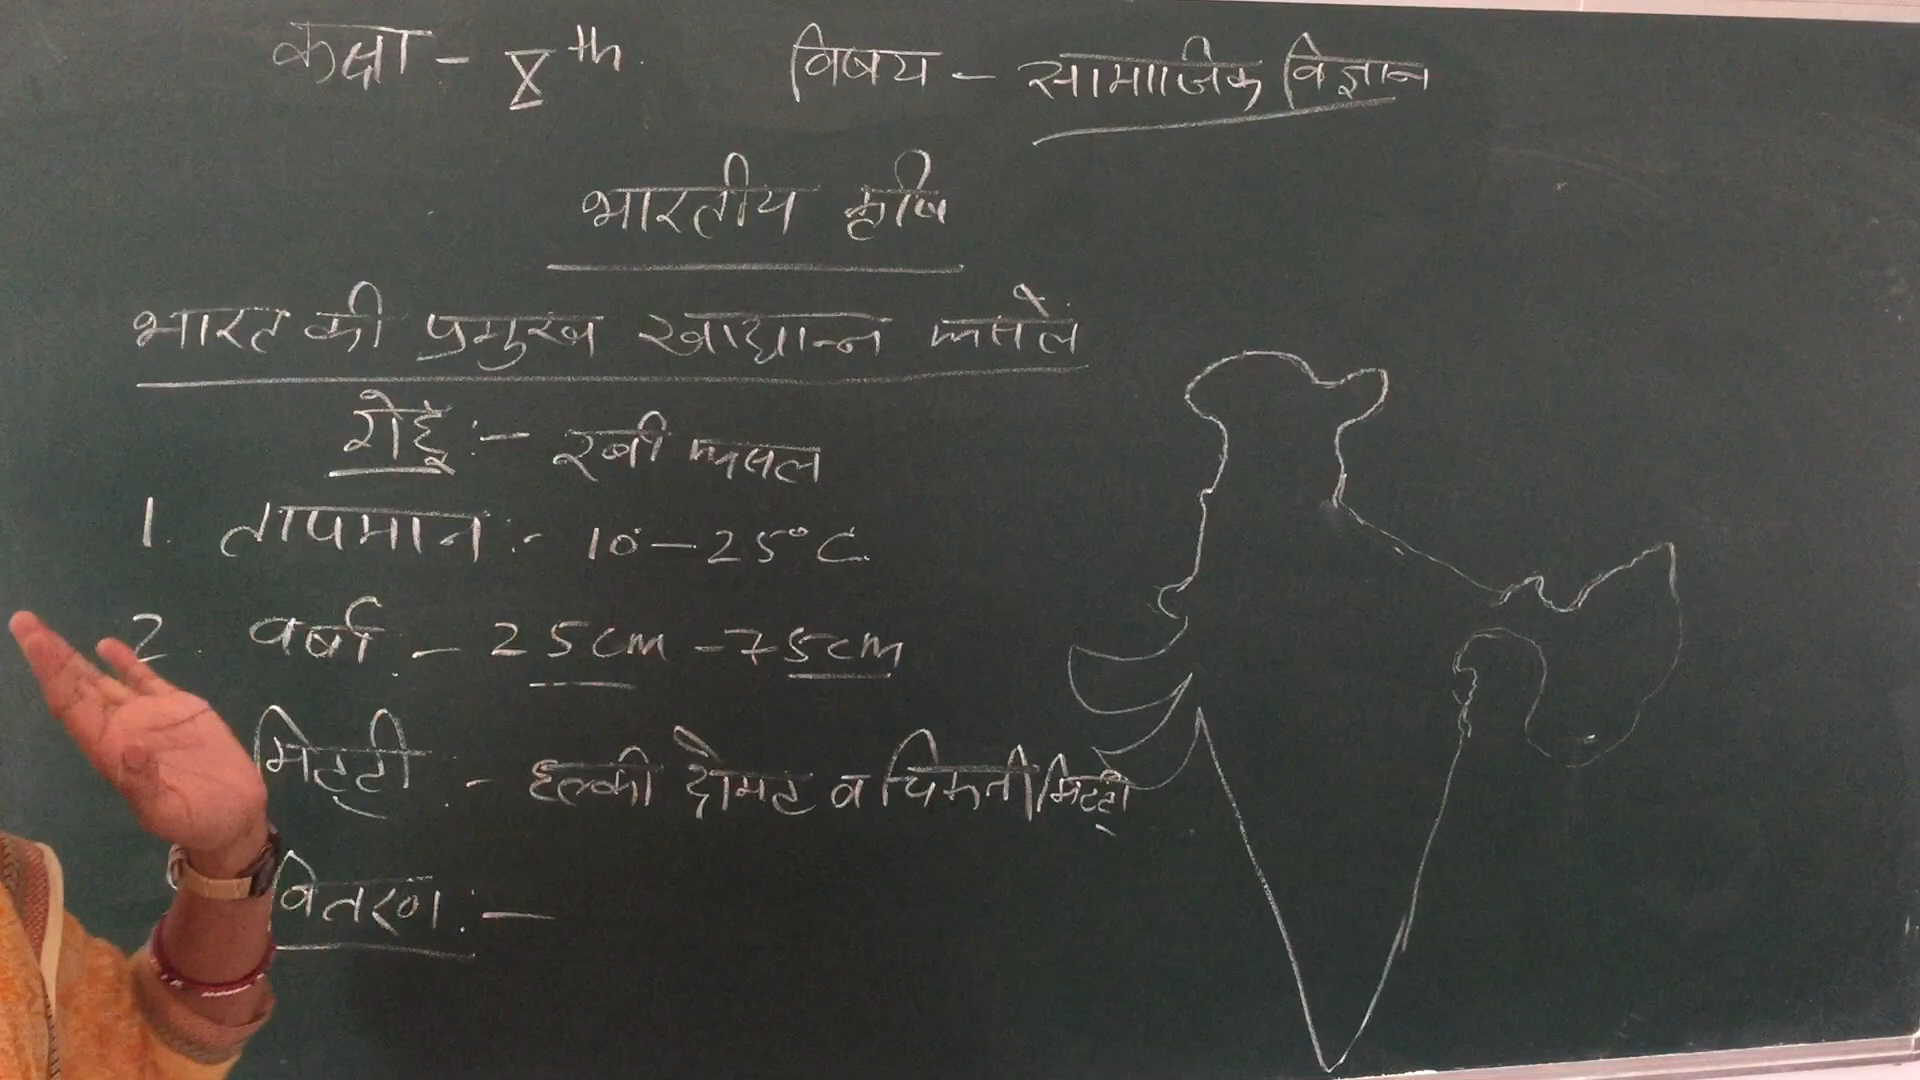 कक्षा - Xth. विषय - सामाजिक विज्ञान
भारतीय कृषि
भारत की प्रमुख खाद्यान्न फसलें
गेहूँ :- रबी फसल
1. तापमान :- 10°-25°C.
2 वर्षा - 25cm - 75cm
मिट्टी :- हल्की दोमट व चिकनी मिट्टी
वितरण :-